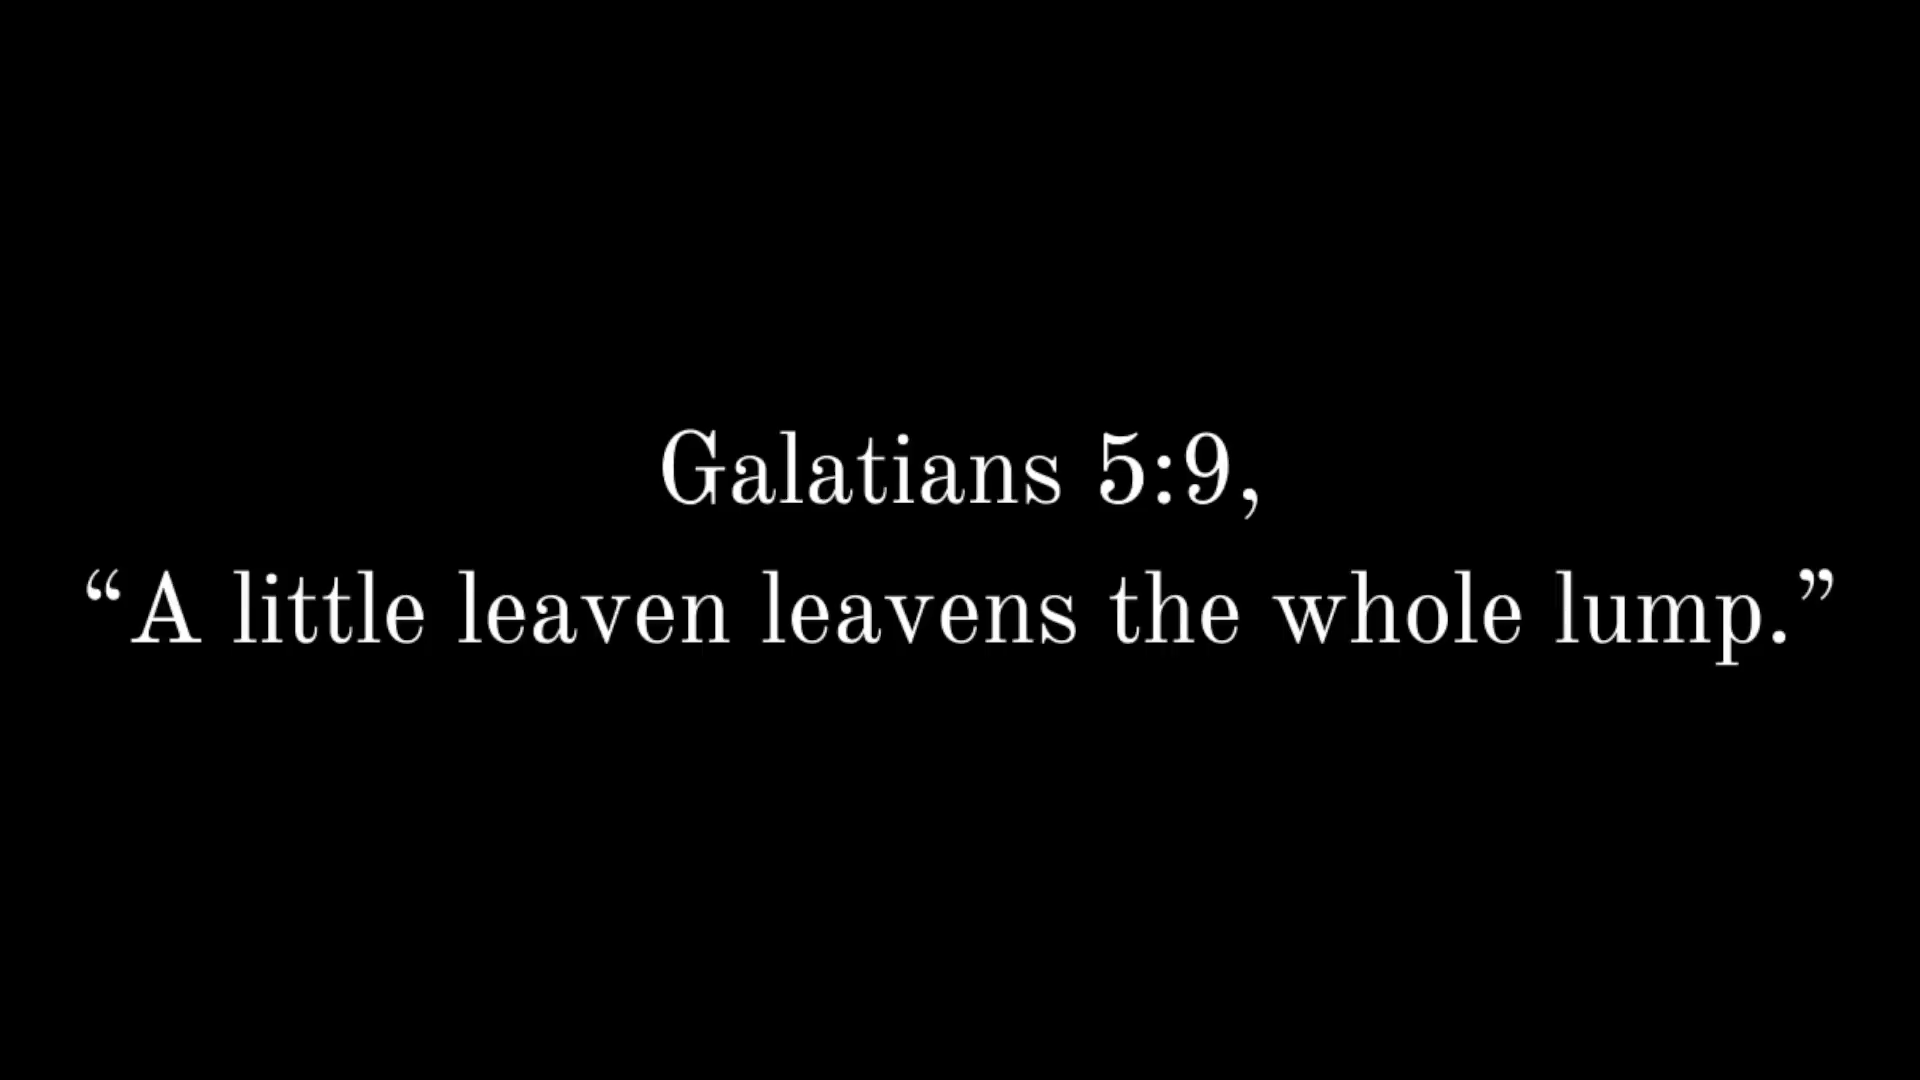 Galatians 5:9,
“A little leaven leavens the whole lump.”